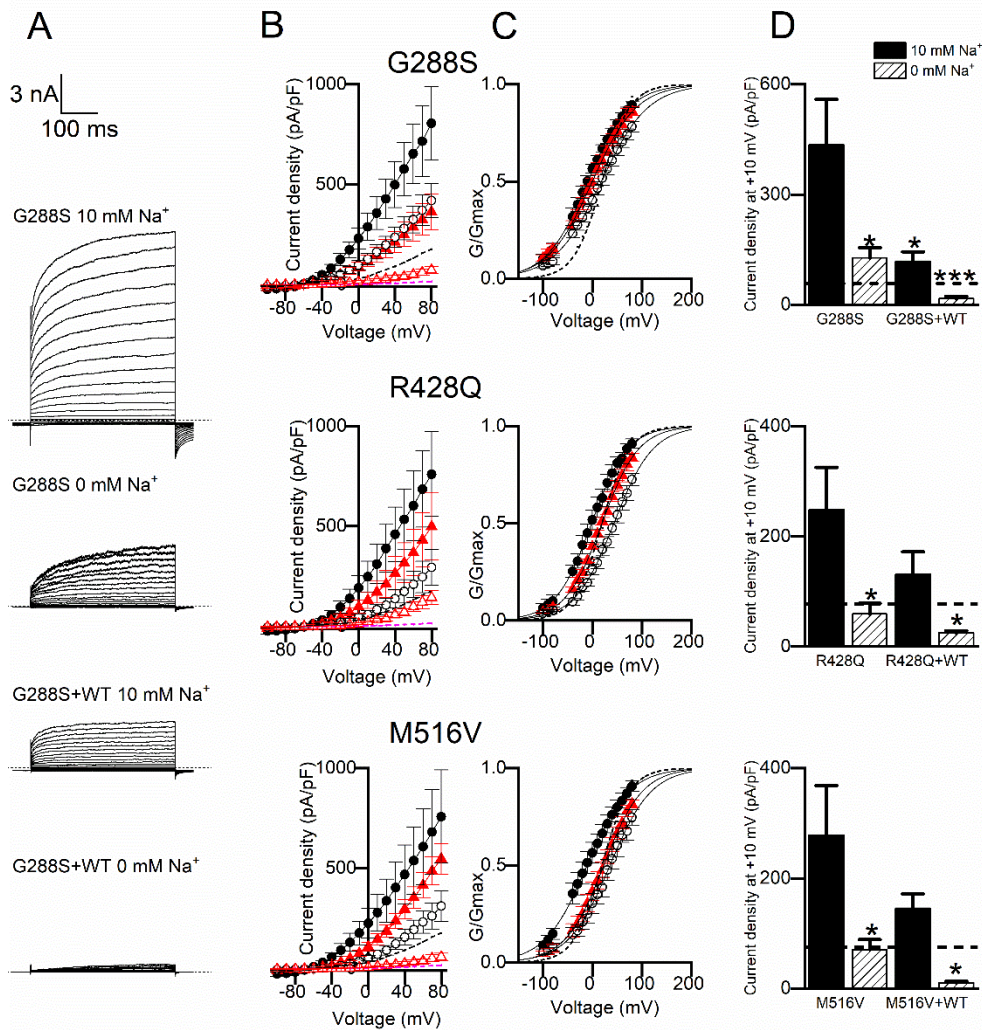 A
B
C
D
10 mM Na⁺
0 mM Na⁺
G288S
3 nA
100 ms
G288S 10 mM Na⁺
G288S 0 mM Na⁺
G288S+WT 10 mM Na⁺
G288S+WT 0 mM Na⁺
Current density (pA/pF)
1000
500
-80 -40 0 40 80
Voltage (mV)
G/Gmax
1.0
0.5
0.0
-100 0 100 200
Voltage (mV)
Current density at +10 mV (pA/pF)
600
300
0
* * ***
G288S G288S+WT
R428Q
Current density (pA/pF)
1000
500
-80 -40 0 40 80
Voltage (mV)
G/Gmax
1.0
0.5
0.0
-100 0 100 200
Voltage (mV)
Current density at +10 mV (pA/pF)
400
200
0
* *
R428Q R428Q+WT
M516V
Current density (pA/pF)
1000
500
-80 -40 0 40 80
Voltage (mV)
G/Gmax
1.0
0.5
0.0
-100 0 100 200
Voltage (mV)
Current density at +10 mV (pA/pF)
400
200
0
* *
M516V M516V+WT